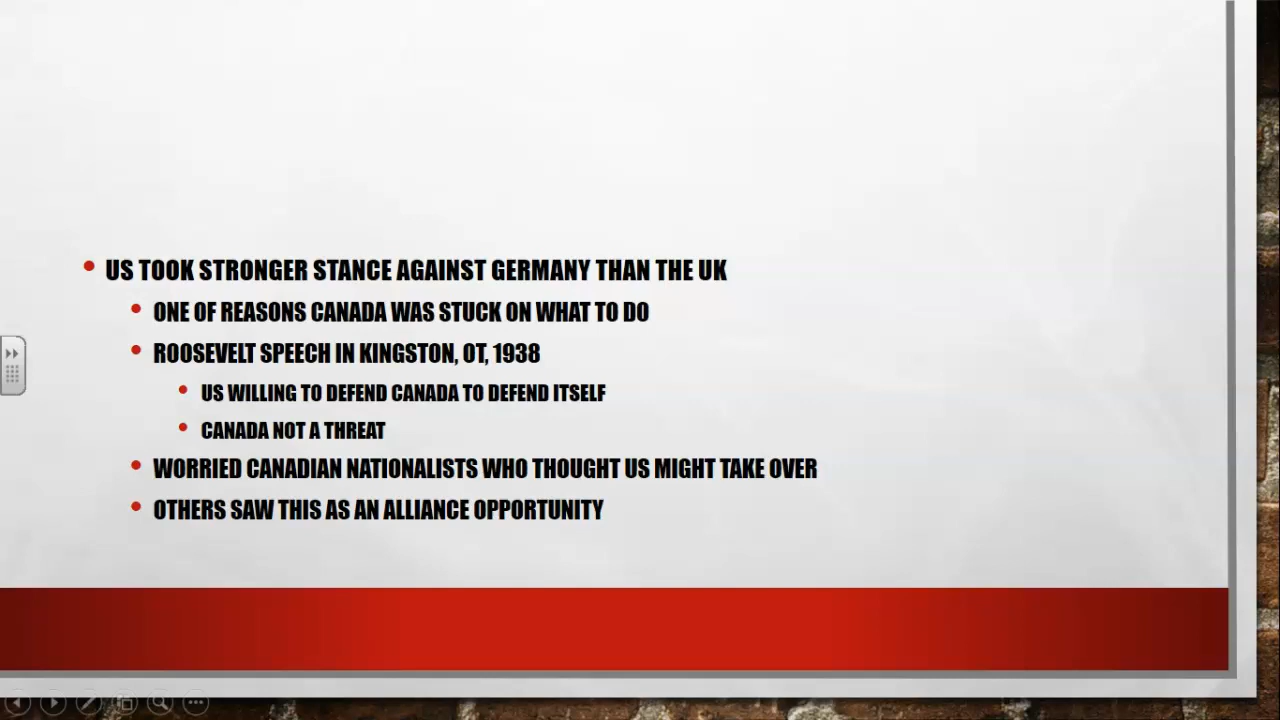 US TOOK STRONGER STANCE AGAINST GERMANY THAN THE UK
ONE OF REASONS CANADA WAS STUCK ON WHAT TO DO
ROOSEVELT SPEECH IN KINGSTON, OT, 1938
US WILLING TO DEFEND CANADA TO DEFEND ITSELF
CANADA NOT A THREAT
WORRIED CANADIAN NATIONALISTS WHO THOUGHT US MIGHT TAKE OVER
OTHERS SAW THIS AS AN ALLIANCE OPPORTUNITY